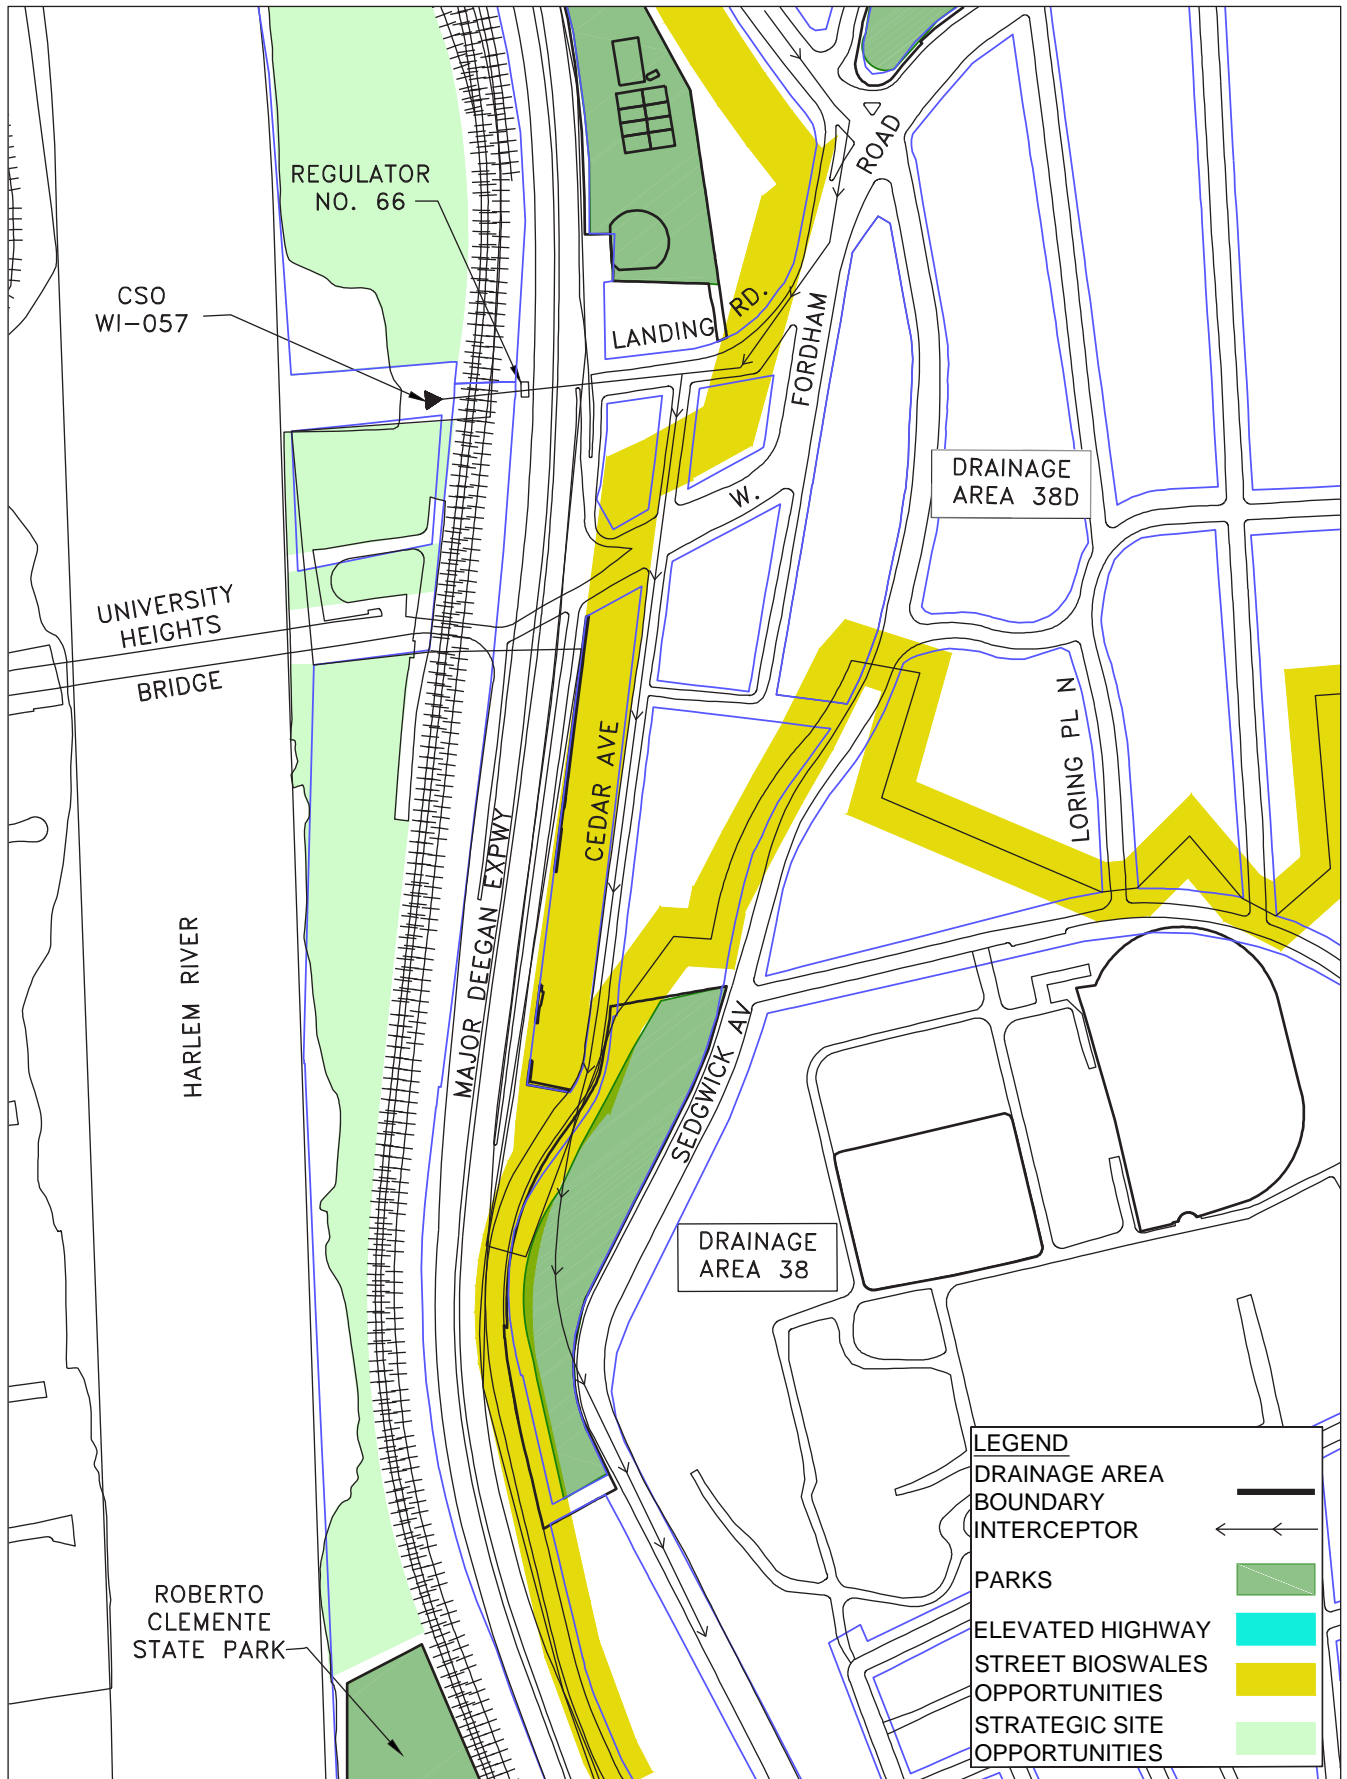 ROAD
REGULATOR
NO. 66
CSO
WI-057
LANDING RD.
FORDHAM
W.
DRAINAGE
AREA 38D
UNIVERSITY
HEIGHTS
BRIDGE
CEDAR AVE
LORING PL N
MAJOR DEEGAN EXPWY
HARLEM RIVER
SEDGWICK AV
DRAINAGE
AREA 38
ROBERTO
CLEMENTE
STATE PARK
LEGEND
DRAINAGE AREA
BOUNDARY
INTERCEPTOR
PARKS
ELEVATED HIGHWAY
STREET BIOSWALES
OPPORTUNITIES
STRATEGIC SITE
OPPORTUNITIES